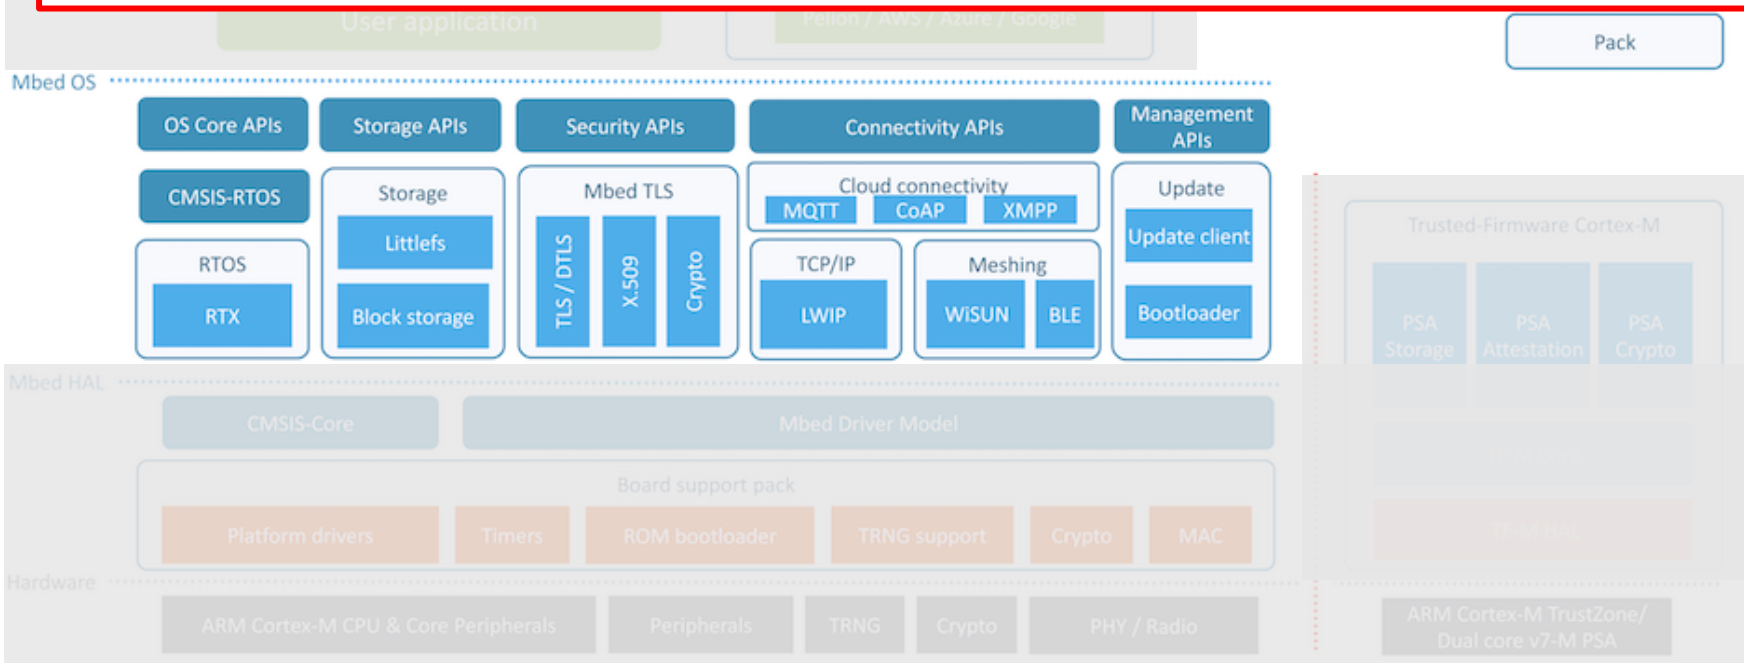 User application
Pelion / AWS / Azure / Google
Pack
Mbed OS
OS Core APIs
Storage APIs
Security APIs
Connectivity APIs
Management
APIs
CMSIS-RTOS
Storage
Littlefs
Block storage
Mbed TLS
TLS / DTLS
X.509
Crypto
Cloud connectivity
MQTT
CoAP
XMPP
Update
Update client
Bootloader
RTOS
RTX
TCP/IP
LWIP
Meshing
WiSUN
BLE
Trusted-Firmware Cortex-M
PSA
Storage
PSA
Attestation
PSA
Crypto
TF-M HAL
Mbed HAL
CMSIS-Core
Mbed Driver Model
Board support pack
Platform drivers
Timers
ROM bootloader
TRNG support
Crypto
MAC
Hardware
ARM Cortex-M CPU & Core Peripherals
Peripherals
TRNG
Crypto
PHY / Radio
ARM Cortex-M TrustZone/
Dual core v7-M PSA